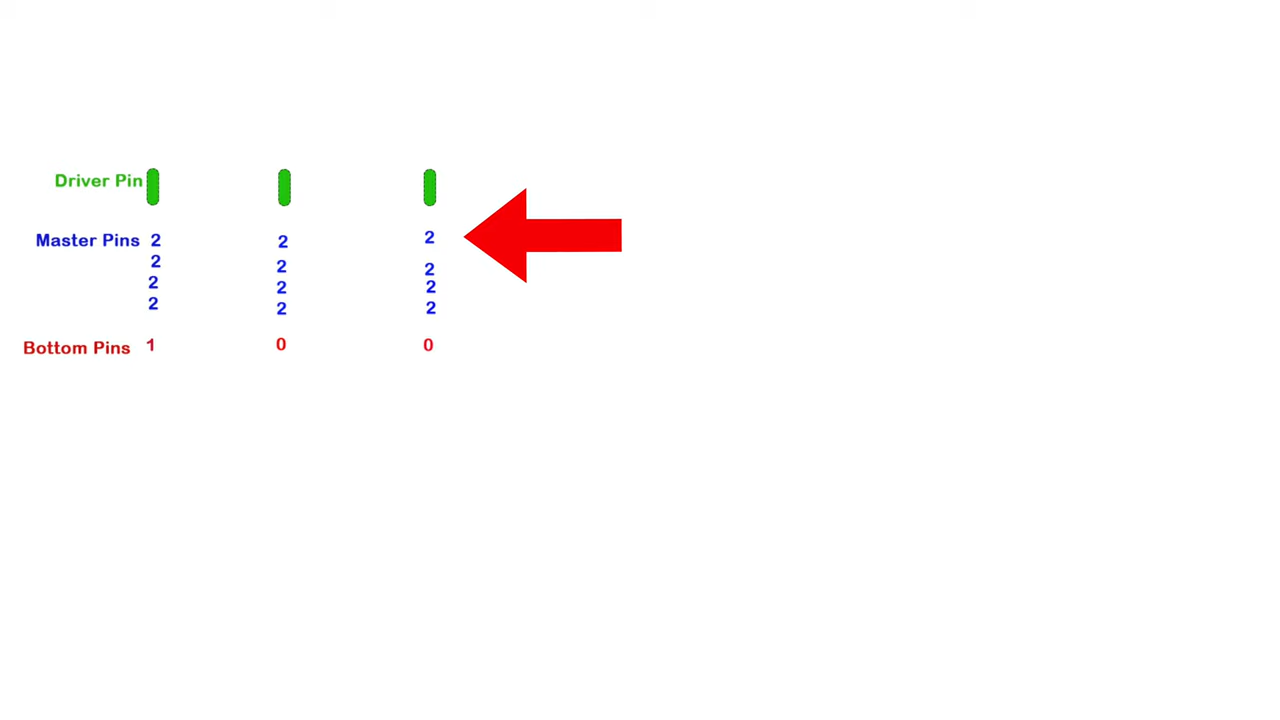 Driver Pin
Master Pins 2 2 2
2 2 2
2 2 2
2 2 2
Bottom Pins 1 0 0